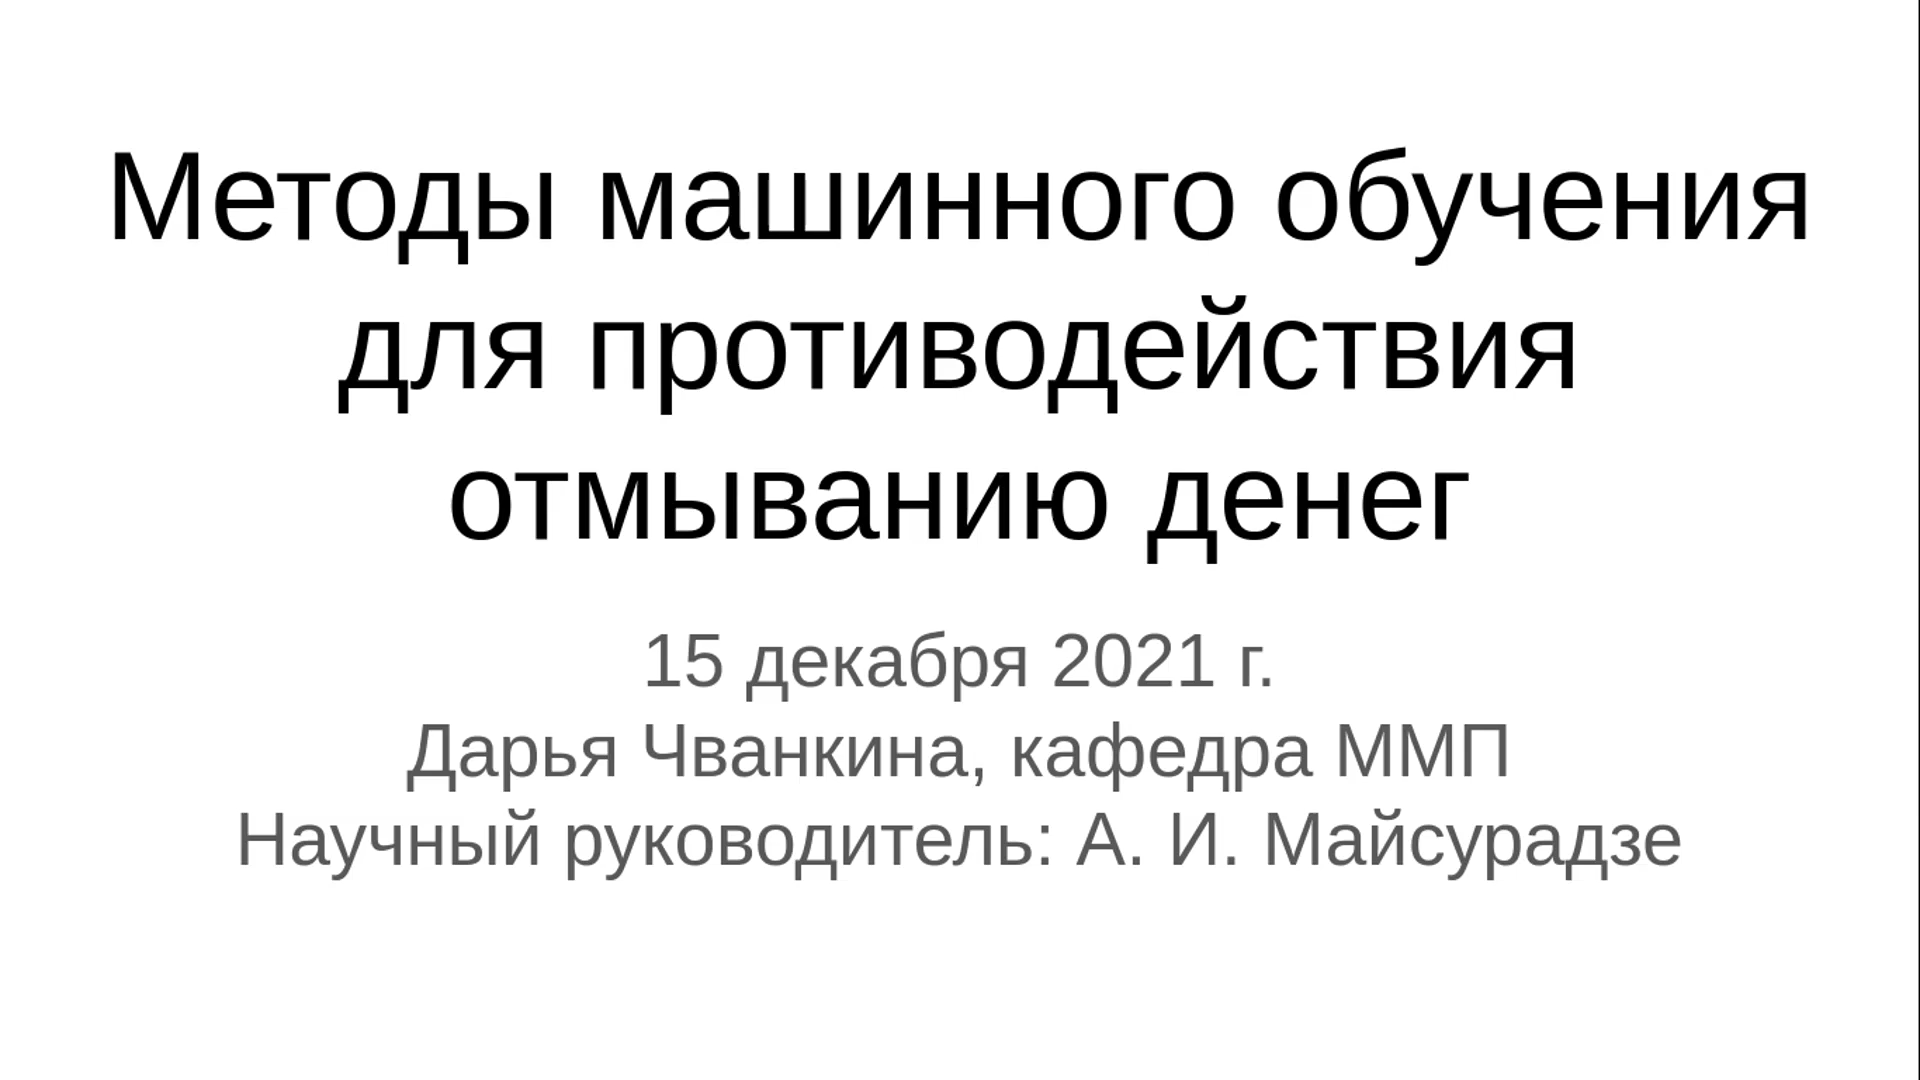 Методы машинного обучения
для противодействия
отмыванию денег
15 декабря 2021 г.
Дарья Чванкина, кафедра ММП
Научный руководитель: А. И. Майсурадзе